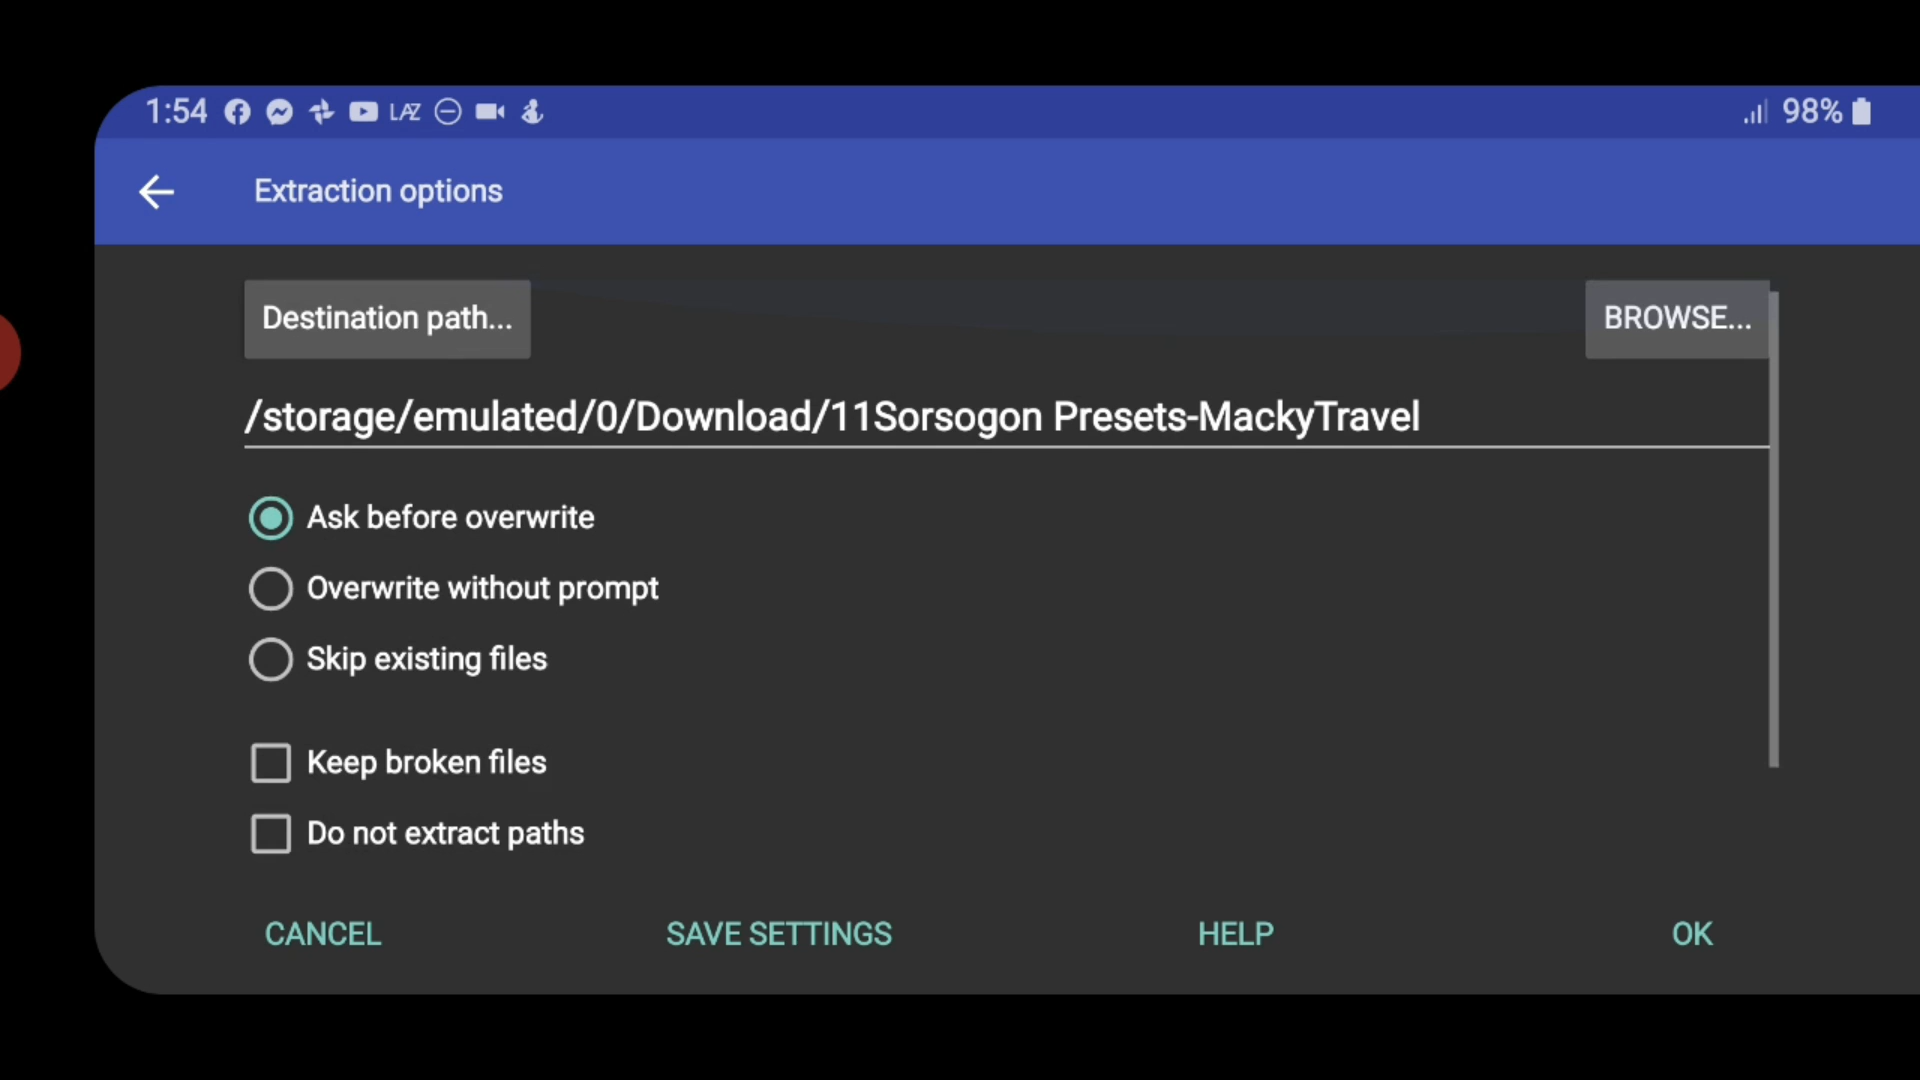 1:54 LAZ 98%
Extraction options
Destination path... BROWSE...
/storage/emulated/0/Download/11Sorsogon Presets-MackyTravel
Ask before overwrite
Overwrite without prompt
Skip existing files
Keep broken files
Do not extract paths
CANCEL SAVE SETTINGS HELP OK